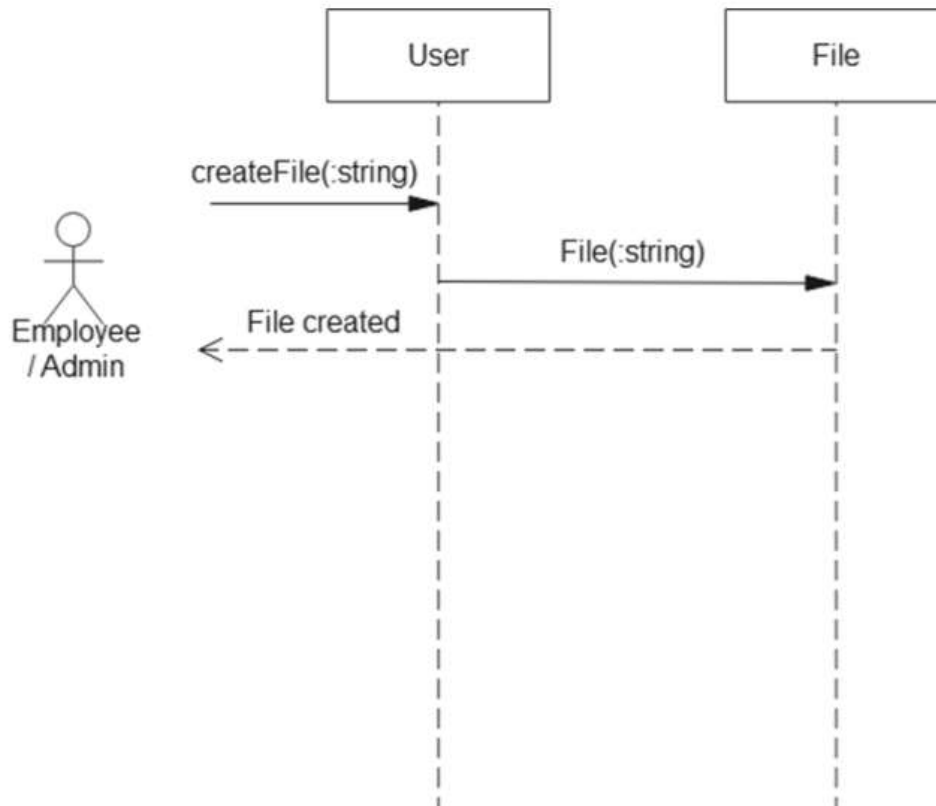 User
File
createFile(:string)
File(:string)
File created
Employee
/ Admin